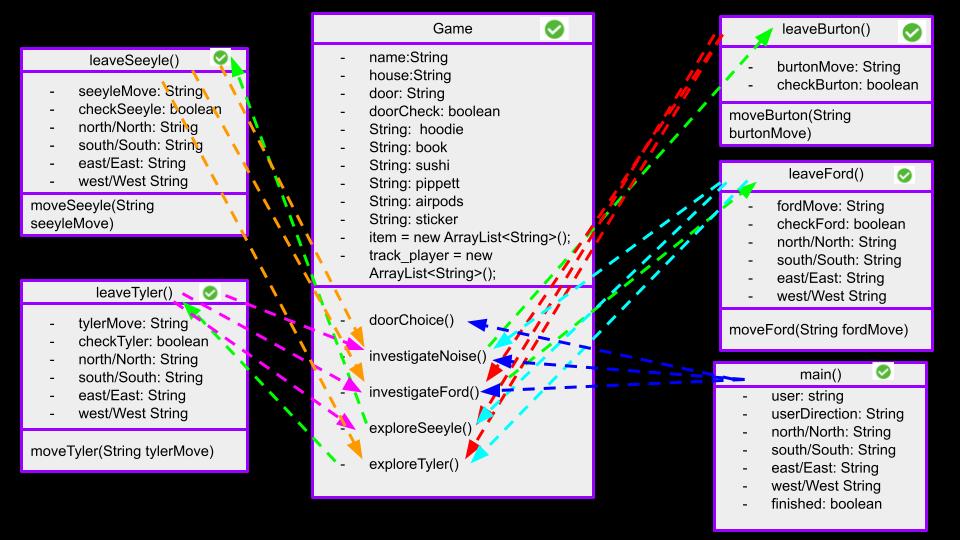 leaveSeeyle()
- seeyleMove: String
- checkSeeyle: boolean
- north/North: String
- south/South: String
- east/East: String
- west/West String
moveSeeyle(String
seeyleMove)
leaveTyler()
- tylerMove: String
- checkTyler: boolean
- north/North: String
- south/South: String
- east/East: String
- west/West String
moveTyler(String tylerMove)
Game
- name:String
- house:String
- door: String
- doorCheck: boolean
- String: hoodie
- String: book
- String: sushi
- String: pippett
- String: airpods
- String: sticker
- item = new ArrayList<String>();
- track_player = new
ArrayList<String>();
- doorChoice()
- investigateNoise()
- investigateFord()
- exploreSeeyle()
- exploreTyler()
leaveBurton()
- burtonMove: String
- checkBurton: boolean
moveBurton(String
burtonMove)
leaveFord()
- fordMove: String
- checkFord: boolean
- north/North: String
- south/South: String
- east/East: String
- west/West: String
moveFord(String fordMove)
main()
- user: string
- userDirection: String
- north/North: String
- south/South: String
- east/East: String
- west/West String
- finished: boolean